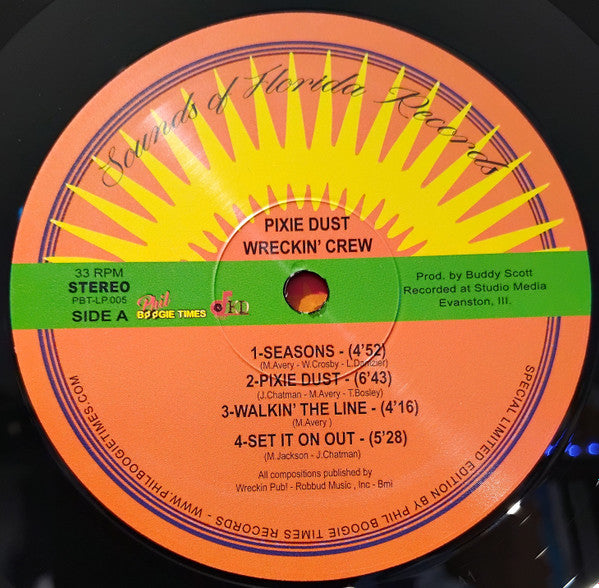 Sounds of Florida Records
PIXIE DUST
WRECKIN' CREW
33 RPM
STEREO
PBT-LP.005
SIDE A
Phil
BOOGIE TIMES
Prod. by Buddy Scott
Recorded at Studio Media
Evanston, Ill.
1-SEASONS - (4'52)
(M.Avery - W.Crosby - L.Dortzier)
2-PIXIE DUST - (6'43)
(J.Chatman - M.Avery - T.Bosley)
3-WALKIN' THE LINE - (4'16)
(M.Avery )
4-SET IT ON OUT - (5'28)
(M.Jackson - J.Chatman)
All compositions published by
Wreckin Publ - Robbud Music , Inc - Bmi
SPECIAL LIMITED EDITION BY PHIL BOOGIE TIMES RECORDS - WWW.PHILBOOGIETIMES.COM